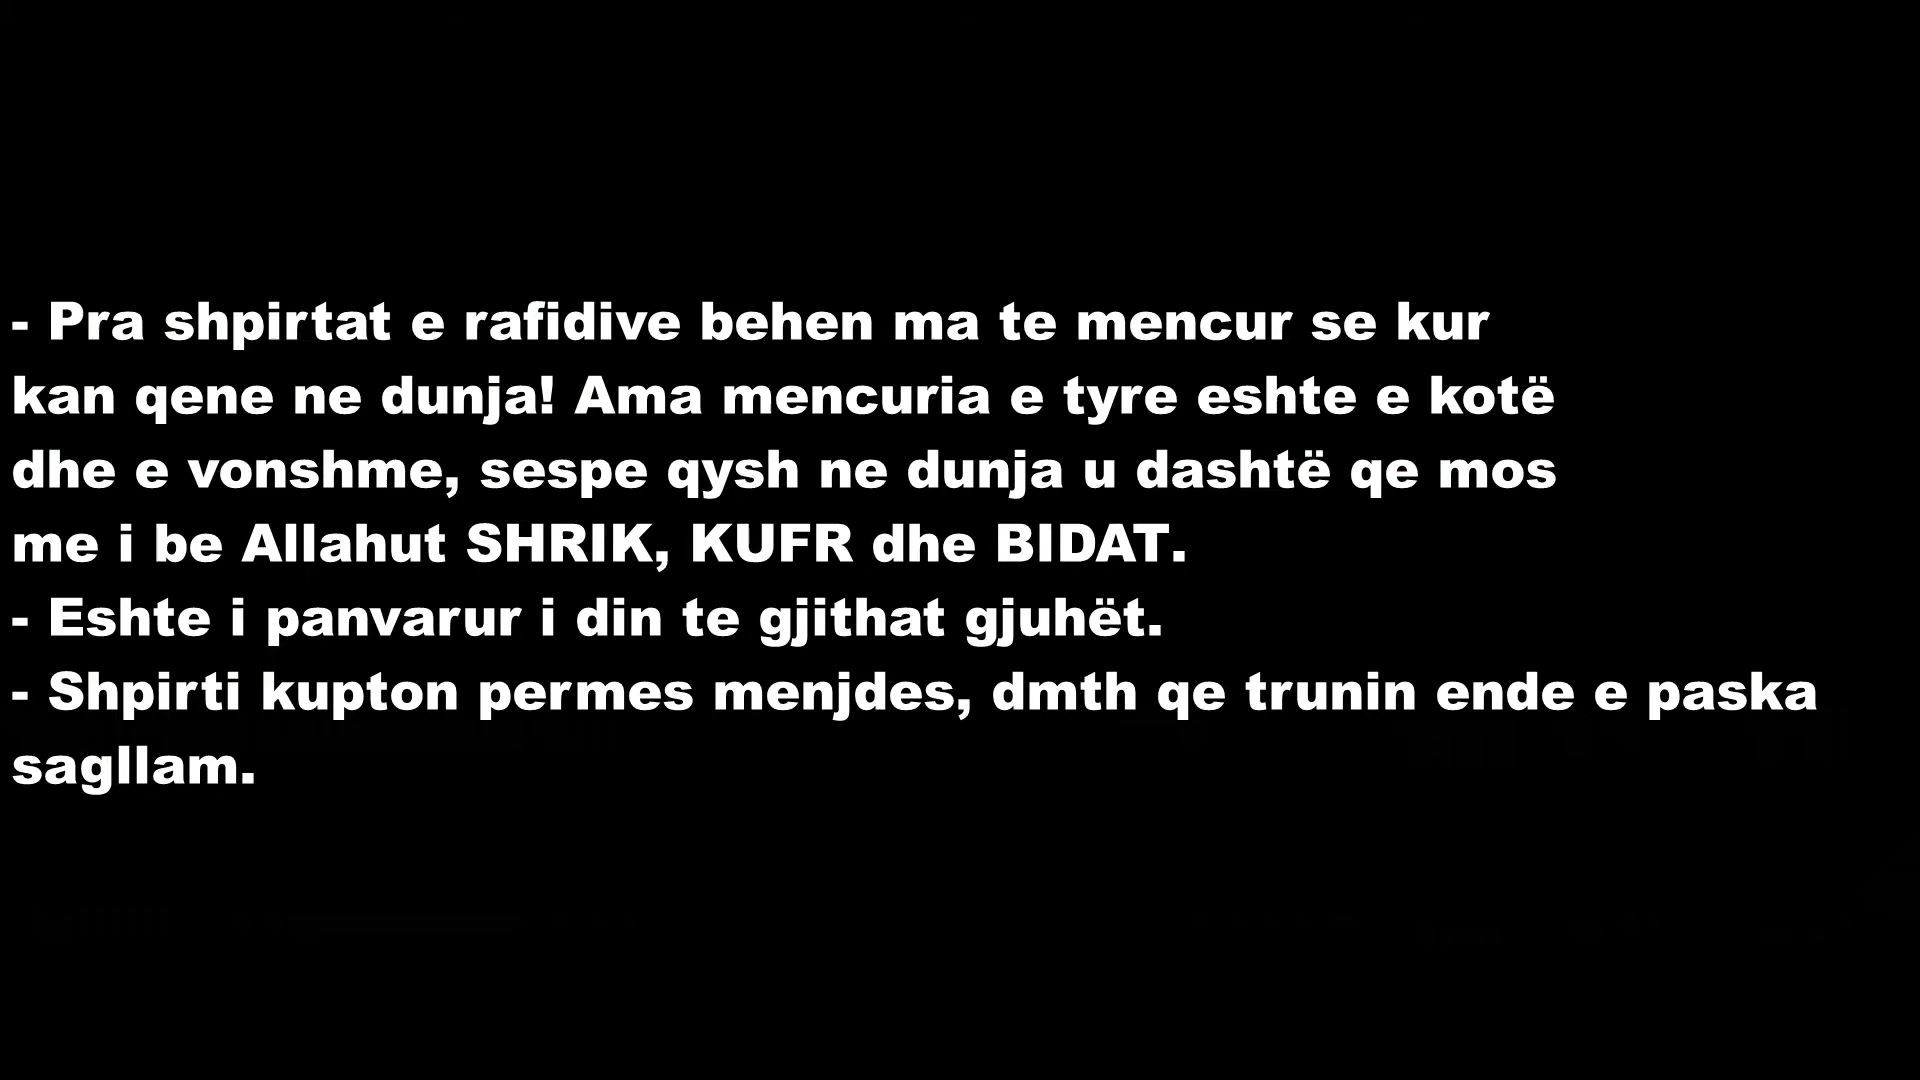 - Pra shpirtat e rafidive behen ma te mencur se kur
kan qene ne dunja! Ama mencuria e tyre eshte e kotë
dhe e vonshme, sespe qysh ne dunja u dashtë qe mos
me i be Allahut SHRIK, KUFR dhe BIDAT.
- Eshte i panvarur i din te gjithat gjuhët.
- Shpirti kupton permes menjdes, dmth qe trunin ende e paska
sagllam.